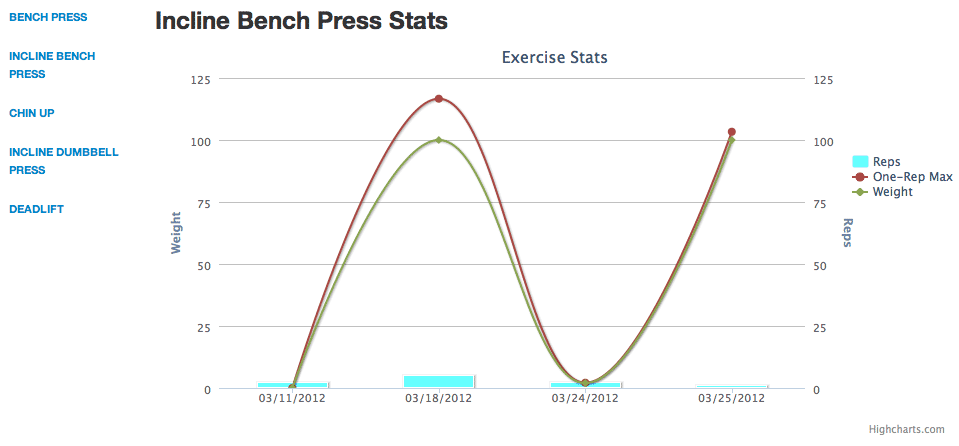 BENCH PRESS
INCLINE BENCH
PRESS
CHIN UP
INCLINE DUMBBELL
PRESS
DEADLIFT
Incline Bench Press Stats
Exercise Stats
125
100
75
50
25
0
Weight
125
100
75
50
25
0
Reps
03/11/2012
03/18/2012
03/24/2012
03/25/2012
Reps
One-Rep Max
Weight
Highcharts.com